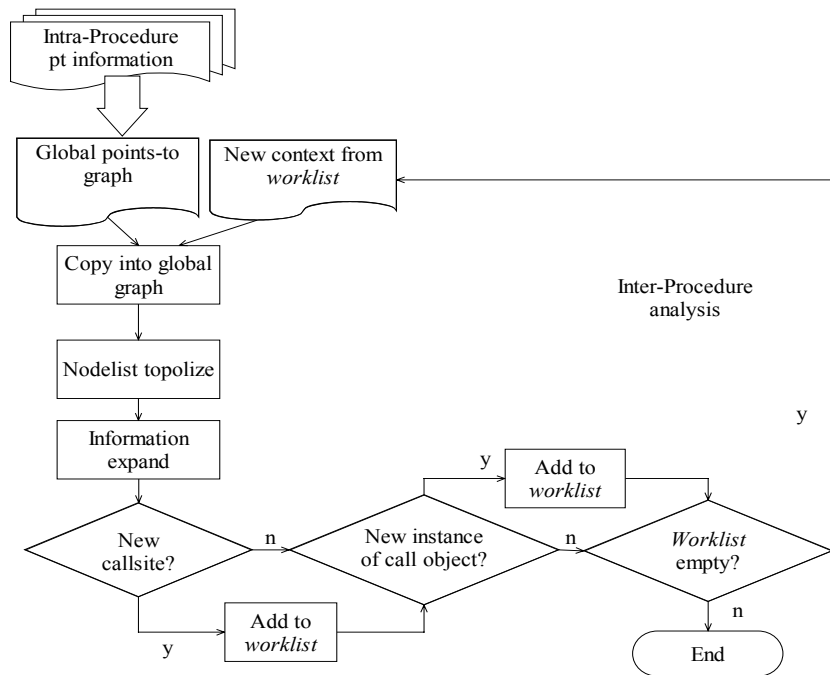 Intra-Procedure
pt information
Global points-to
graph
New context from
worklist
Copy into global
graph
Inter-Procedure
analysis
Nodelist topolize
Information
expand
y
y
Add to
worklist
New
callsite?
n
New instance
of call object?
n
Worklist
empty?
y
Add to
worklist
n
End